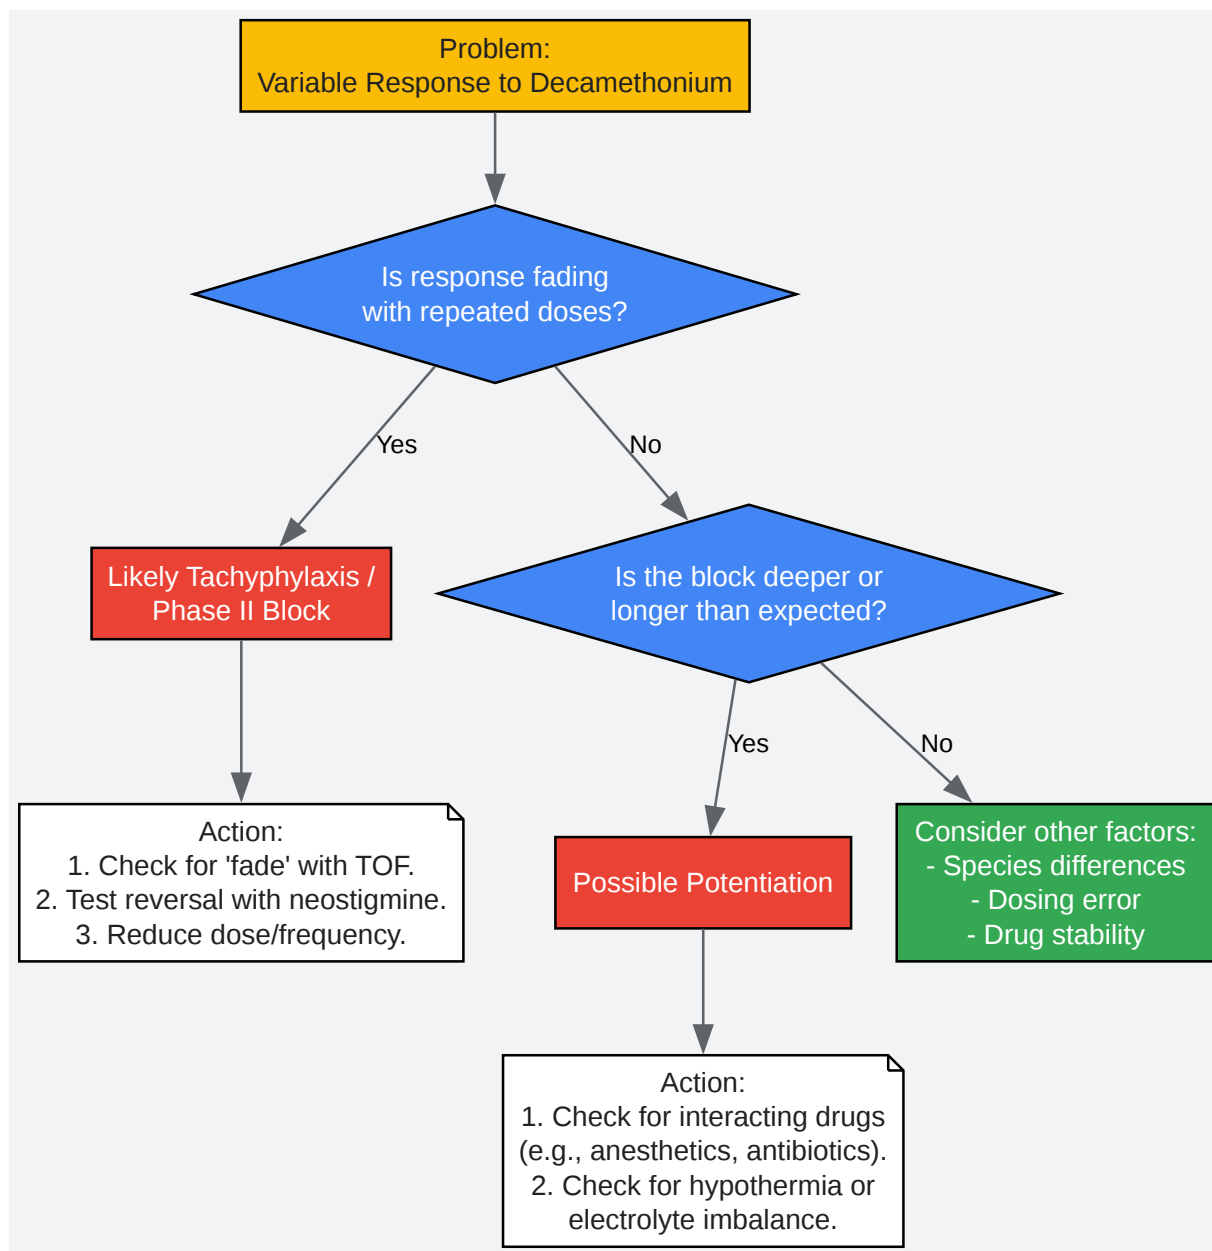 Problem:
Variable Response to Decamethonium
Is response fading
with repeated doses?
Yes
No
Likely Tachyphylaxis /
Phase II Block
Is the block deeper or
longer than expected?
Yes
No
Action:
1. Check for 'fade' with TOF.
2. Test reversal with neostigmine.
3. Reduce dose/frequency.
Possible Potentiation
Consider other factors:
- Species differences
- Dosing error
- Drug stability
Action:
1. Check for interacting drugs
(e.g., anesthetics, antibiotics).
2. Check for hypothermia or
electrolyte imbalance.